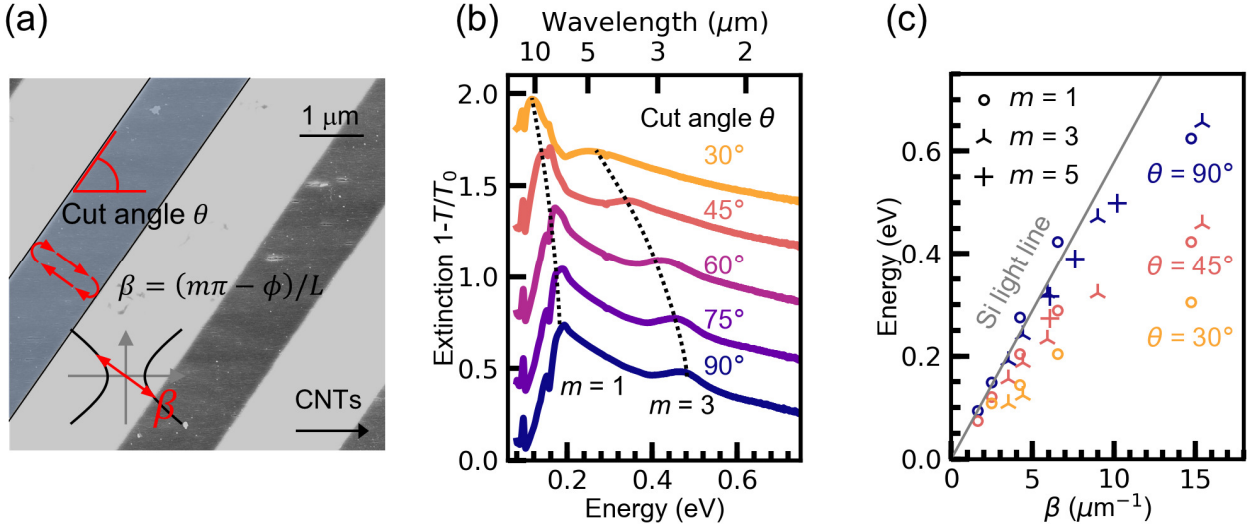 (a)
1 μm
Cut angle θ
β = (mπ − ϕ)/L
β
CNTs
(b)
Wavelength (μm)
10 5 3 2
Extinction 1-T/T₀
2.0
1.5
1.0
0.5
0.0
Cut angle θ
30°
45°
60°
75°
90°
m = 1
m = 3
0.2 0.4 0.6
Energy (eV)
(c)
Energy (eV)
0.6
0.4
0.2
0.0
m = 1
m = 3
m = 5
Si light line
θ = 90°
θ = 45°
θ = 30°
0 5 10 15
β (μm⁻¹)